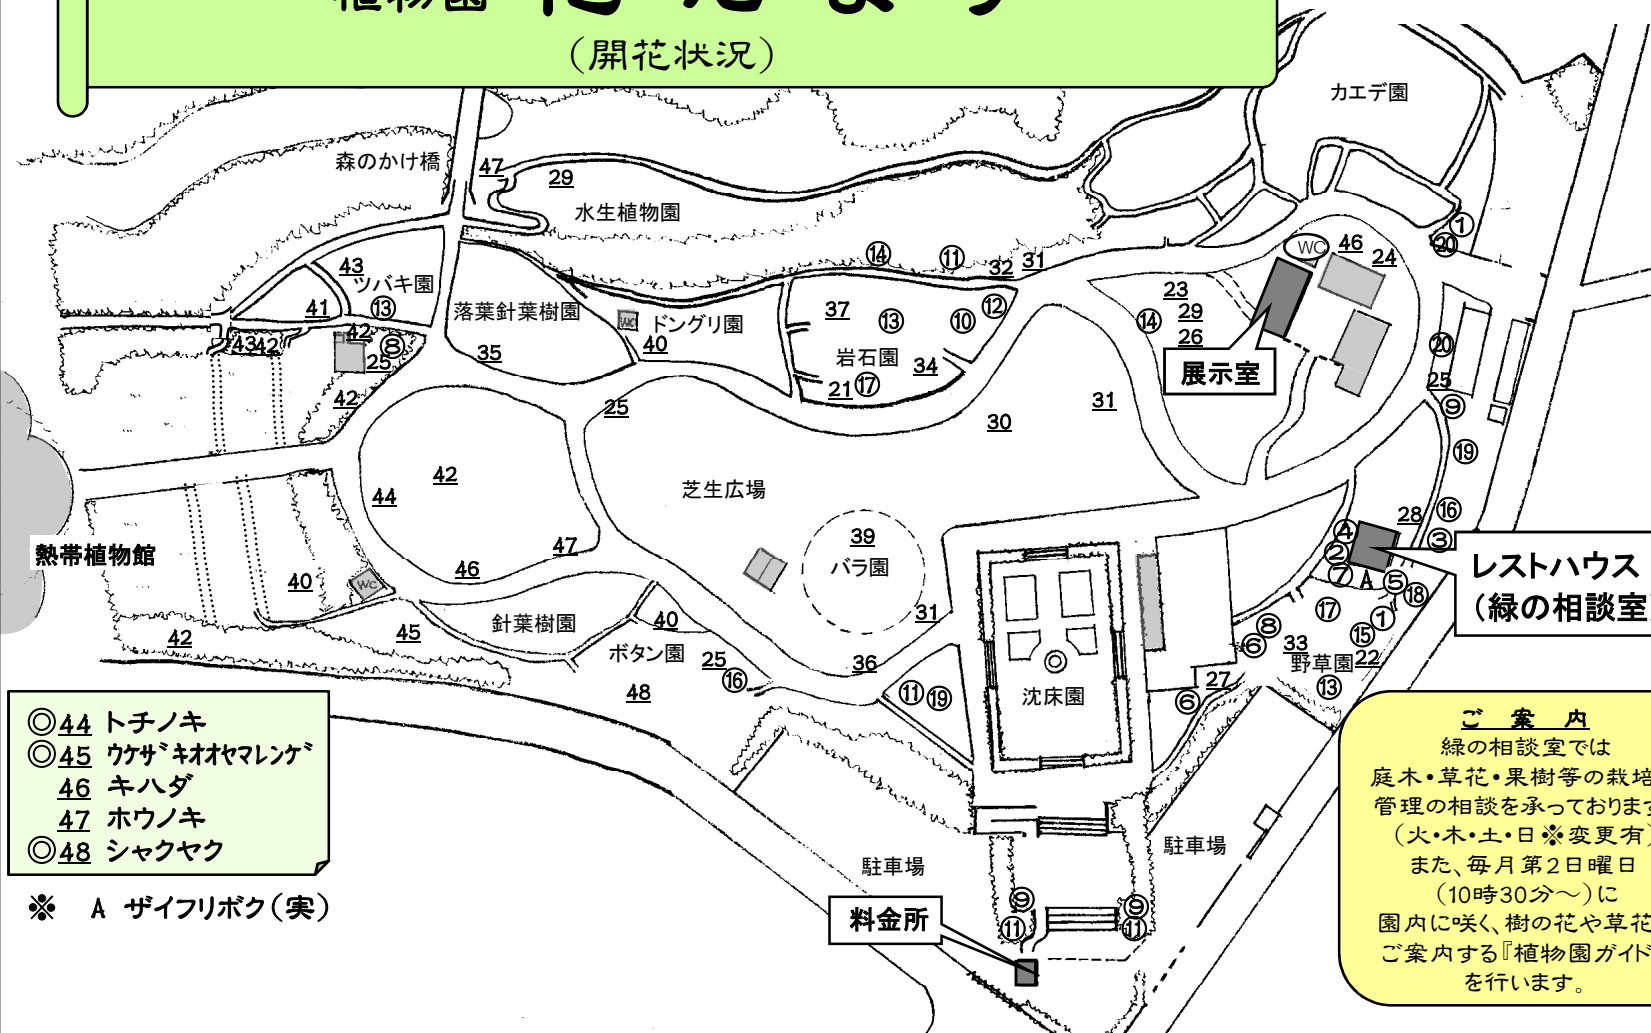 植物園
(開花状況)
カエデ園
森のかけ橋
47
29
水生植物園
①
⑳
⑭
⑪
32
31
WC
46
24
43
ツバキ園
41
⑬
落葉針葉樹園
WC
ドングリ園
37
⑬
⑩
⑫
23
⑭
29
26
43
42
42
⑧
25
35
40
岩石園
34
21
⑰
展示室
⑳
25
⑨
42
25
30
31
⑲
42
44
芝生広場
28
⑯
③
39
バラ園
④
②
⑦
A
⑤
⑱
レストハウス
(緑の相談室
熱帯植物館
47
46
40
WC
31
⑰
①
⑮
針葉樹園
40
45
42
ボタン園
25
⑯
48
36
⑪
⑲
沈床園
⑧
⑥
33
野草園
22
⑬
27
⑥
◎44 トチノキ
◎45 ウケザキオオヤマレンゲ
46 キハダ
47 ホウノキ
◎48 シャクヤク
※ A ザイフリボク(実)
駐車場
駐車場
料金所
⑨
⑪
⑨
⑪
ご 案 内
緑の相談室では
庭木・草花・果樹等の栽培
管理の相談を承っております
(火・木・土・日※変更有)
また、毎月第2日曜日
(10時30分~)に
園内に咲く、樹の花や草花
ご案内する『植物園ガイド
を行います。